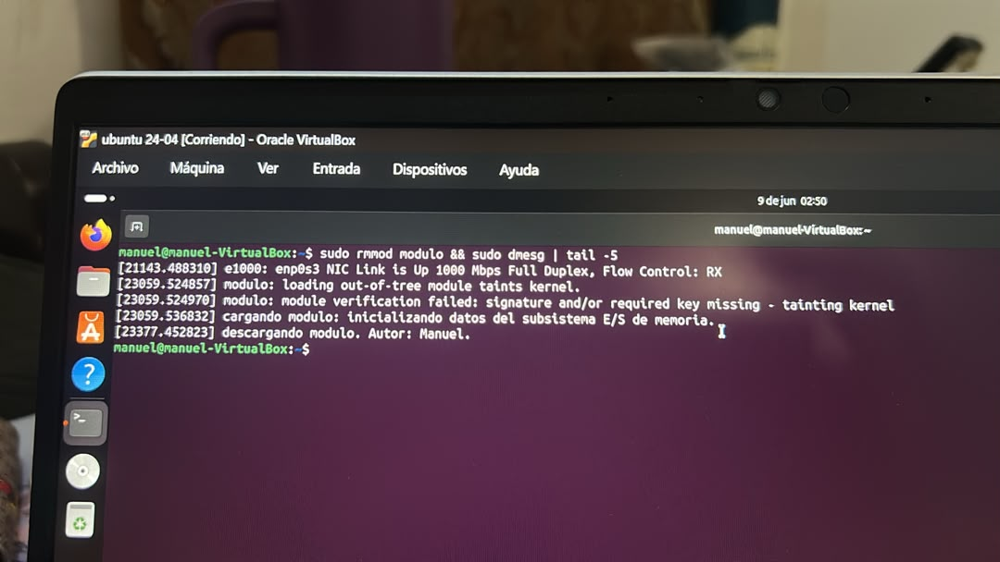 ubuntu 24-04 [Corriendo] - Oracle VirtualBox
Archivo Máquina Ver Entrada Dispositivos Ayuda
9 de jun 02:50
manuel@manuel-VirtualBox: ~
manuel@manuel-VirtualBox:~$ sudo rmmod modulo && sudo dmesg | tail -5
[21143.488310] e1000: enp0s3 NIC Link is Up 1000 Mbps Full Duplex, Flow Control: RX
[23059.524857] modulo: loading out-of-tree module taints kernel.
[23059.524970] modulo: module verification failed: signature and/or required key missing - tainting kernel
[23059.536832] cargando modulo: inicializando datos del subsistema E/S de memoria.
[23377.452823] descargando modulo. Autor: Manuel.
manuel@manuel-VirtualBox:~$